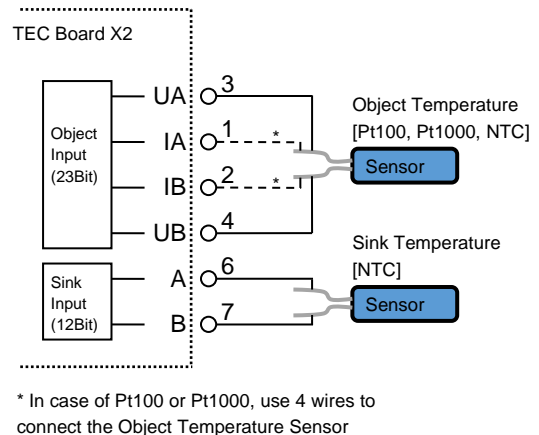 TEC Board X2
Object
Input
(23Bit)
UA
3
IA
1
*
IB
2
*
UB
4
Object Temperature
[Pt100, Pt1000, NTC]
Sensor
Sink
Input
(12Bit)
A
6
B
7
Sink Temperature
[NTC]
Sensor
* In case of Pt100 or Pt1000, use 4 wires to
connect the Object Temperature Sensor